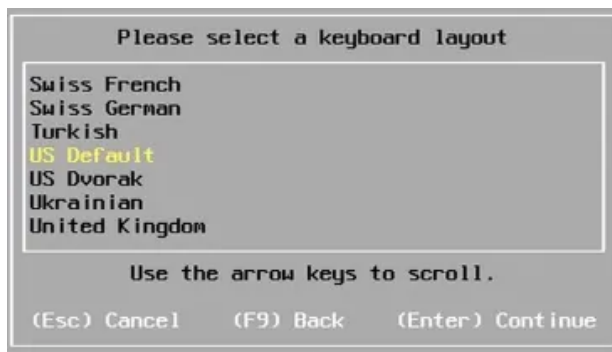 Please select a keyboard layout
Swiss French
Swiss German
Turkish
US Default
US Dvorak
Ukrainian
United Kingdom
Use the arrow keys to scroll.
(Esc) Cancel (F9) Back (Enter) Continue